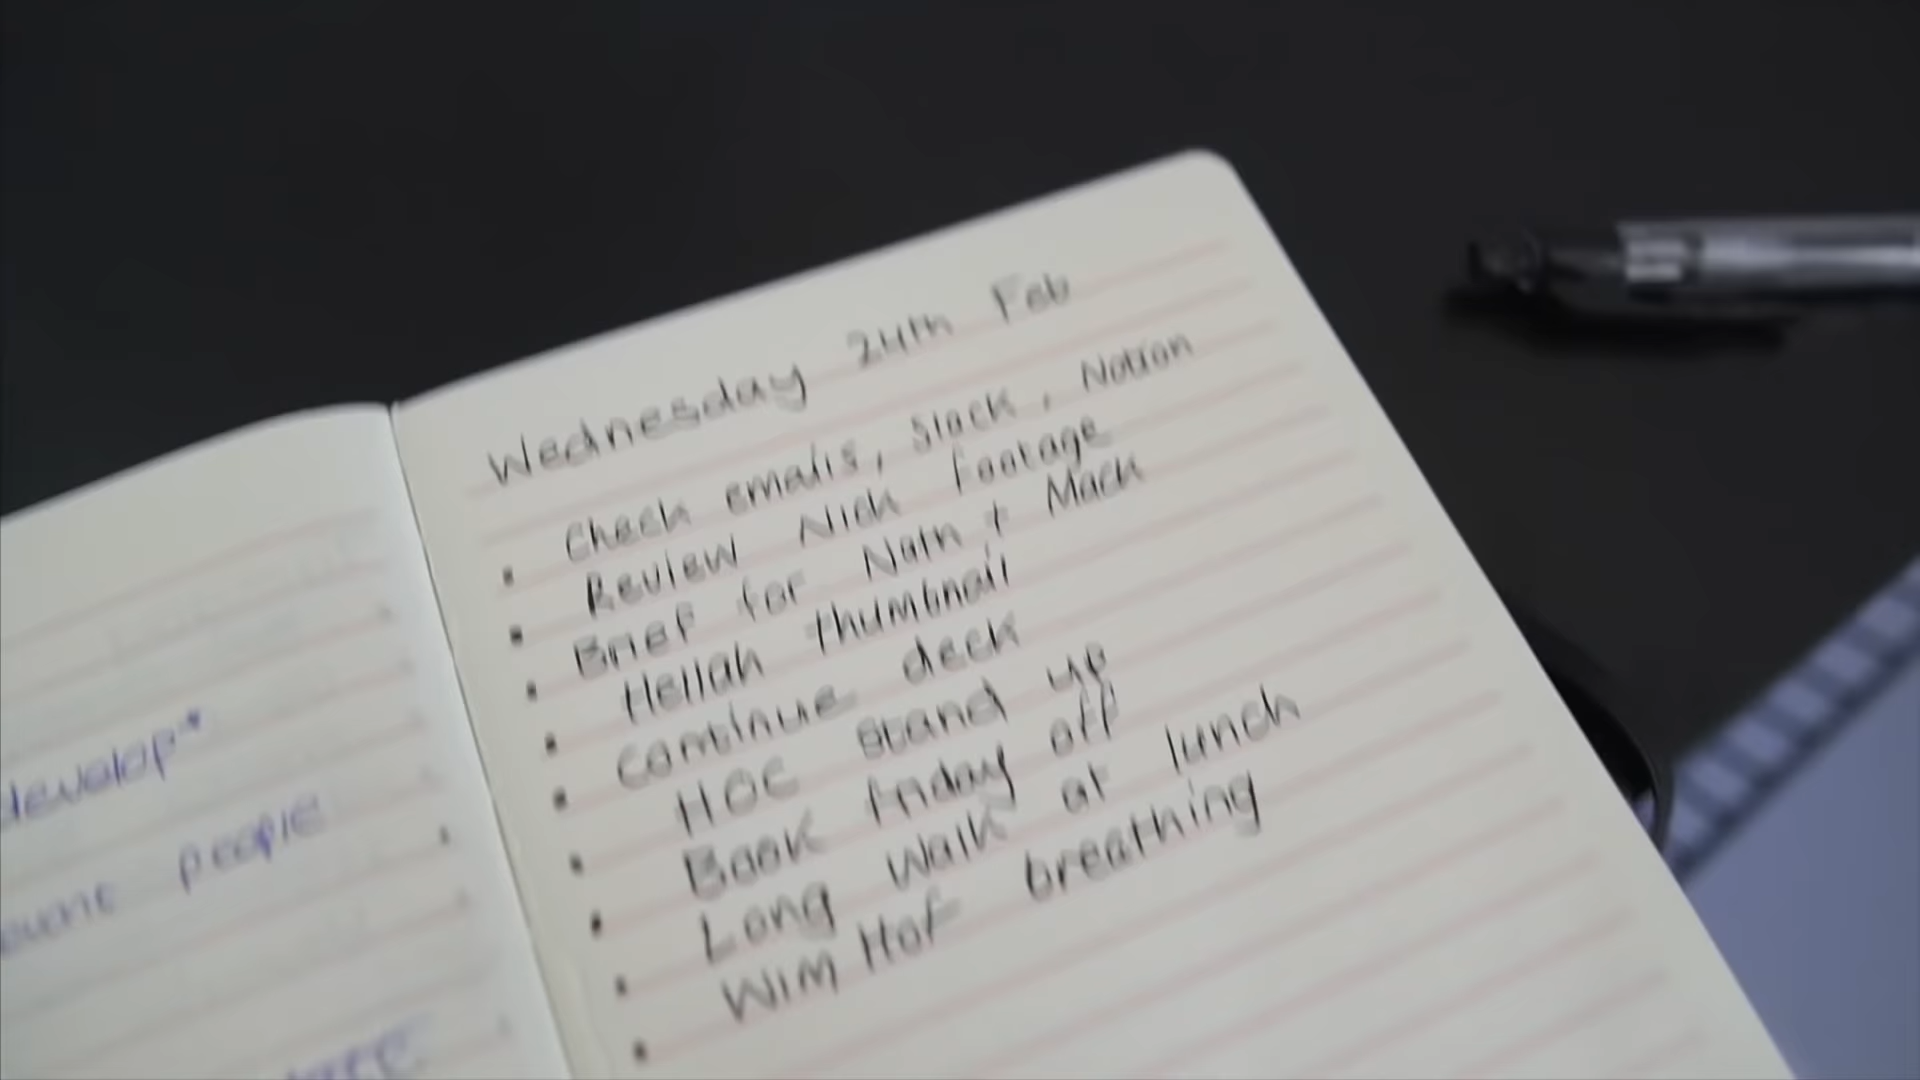 develop"
people
Wednesday 24th Feb
• Check emails, Slack, Notion
• Review Nick footage
• Brief for Nath + Mack
• Hellah thumbnail
• Continue deck
• HOC stand up
• Book friday off
• Long walk at lunch
• Wim Hof breathing